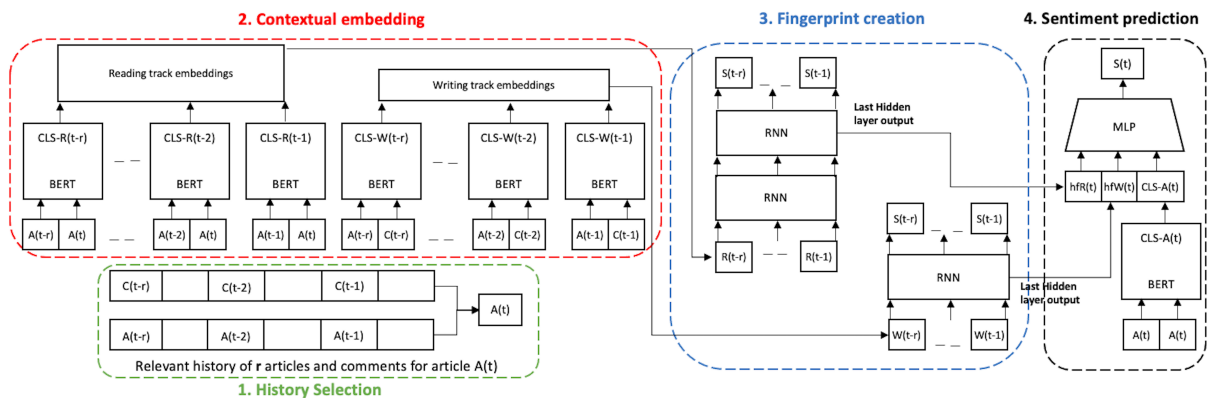 2. Contextual embedding
Reading track embeddings
Writing track embeddings
CLS-R(t-r)
CLS-R(t-2)
CLS-R(t-1)
CLS-W(t-r)
CLS-W(t-2)
CLS-W(t-1)
_ _
_ _
BERT
BERT
BERT
BERT
BERT
BERT
A(t-r) A(t)
_ _
A(t-2) A(t)
A(t-1) A(t)
A(t-r) C(t-r)
_ _
A(t-2) C(t-2)
A(t-1) C(t-1)
C(t-r) C(t-2) C(t-1)
A(t)
A(t-r) A(t-2) A(t-1)
Relevant history of r articles and comments for article A(t)
1. History Selection
3. Fingerprint creation
S(t-r) _ _ S(t-1)
RNN
RNN
R(t-r) _ _ R(t-1)
Last Hidden
layer output
S(t-r) _ _ S(t-1)
RNN
W(t-r) _ _ W(t-1)
Last Hidden
layer output
4. Sentiment prediction
S(t)
MLP
hfR(t) hfW(t) CLS-A(t)
CLS-A(t)
BERT
A(t) A(t)